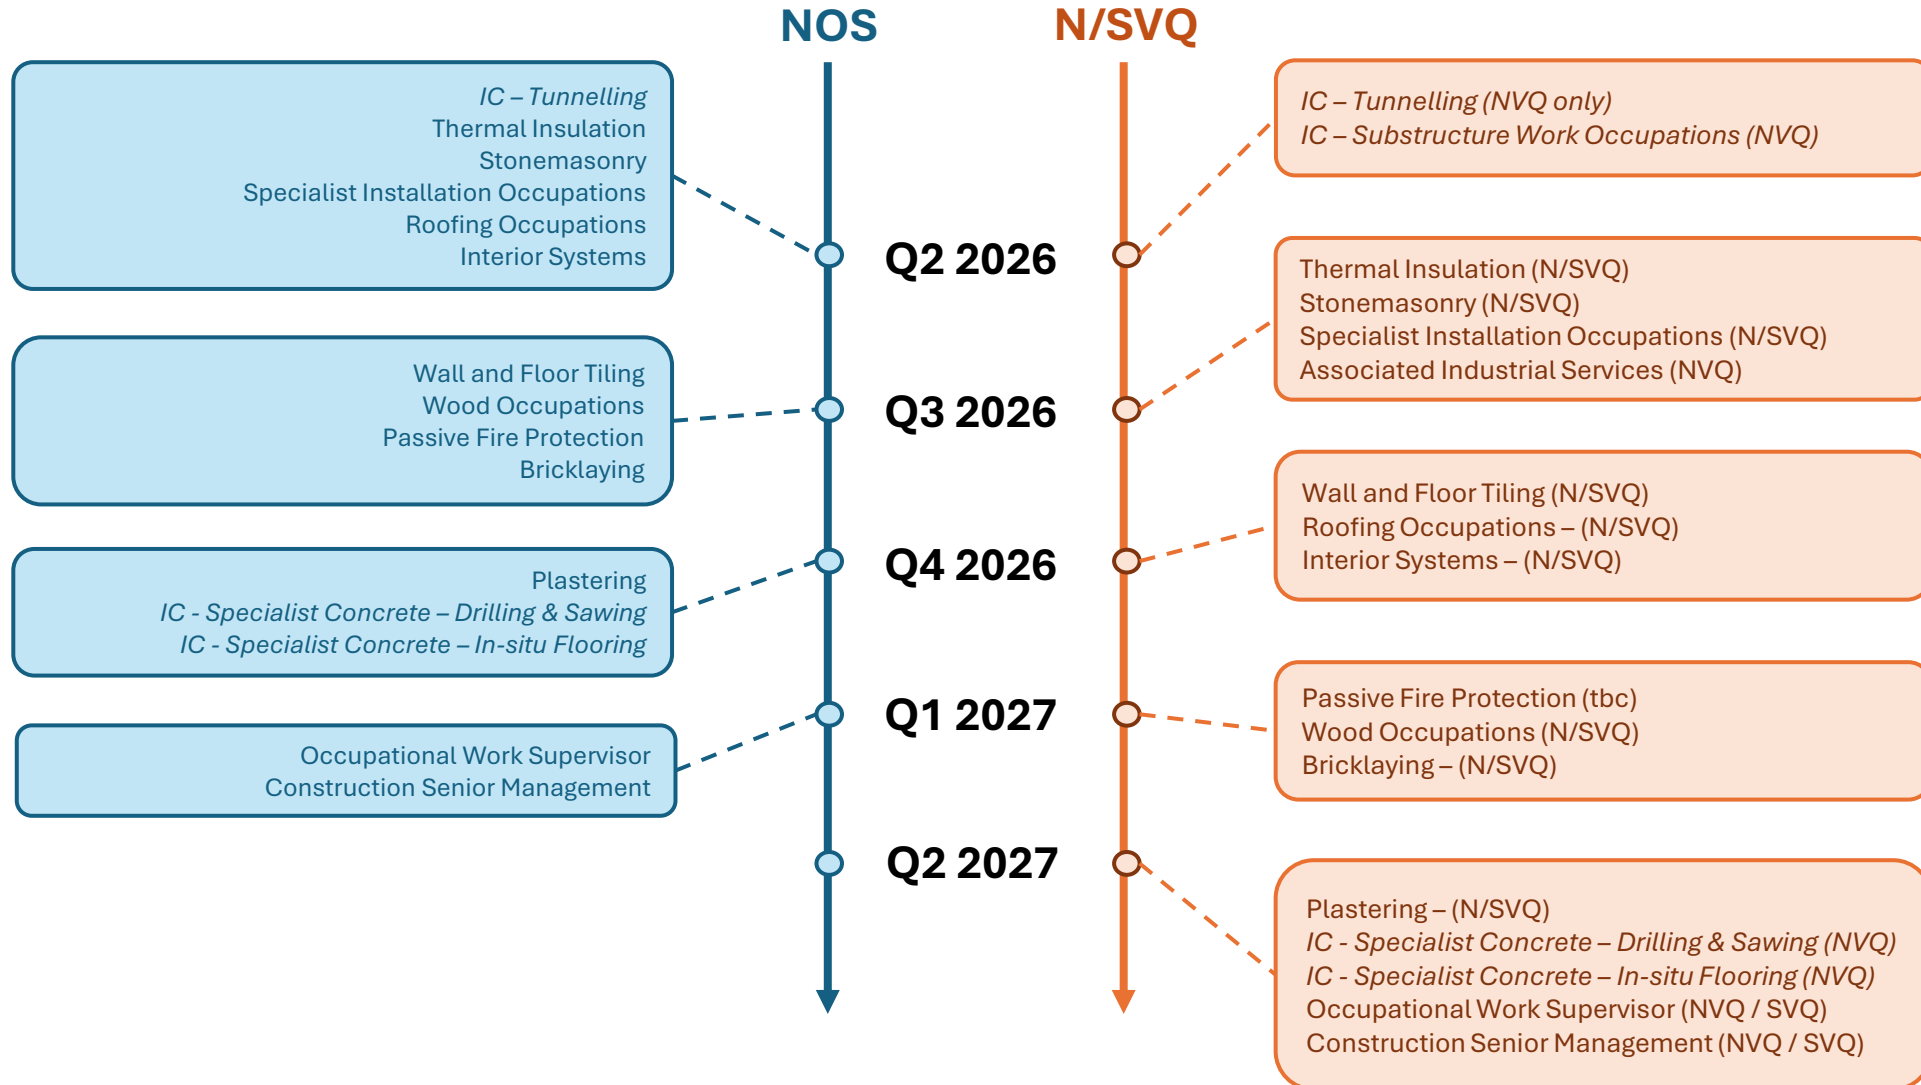 NOS
N/SVQ
IC – Tunnelling
Thermal Insulation
Stonemasonry
Specialist Installation Occupations
Roofing Occupations
Interior Systems
IC – Tunnelling (NVQ only)
IC – Substructure Work Occupations (NVQ)
Q2 2026
Thermal Insulation (N/SVQ)
Stonemasonry (N/SVQ)
Specialist Installation Occupations (N/SVQ)
Associated Industrial Services (NVQ)
Wall and Floor Tiling
Wood Occupations
Passive Fire Protection
Bricklaying
Q3 2026
Wall and Floor Tiling (N/SVQ)
Roofing Occupations – (N/SVQ)
Interior Systems – (N/SVQ)
Plastering
IC - Specialist Concrete – Drilling & Sawing
IC - Specialist Concrete – In-situ Flooring
Q4 2026
Passive Fire Protection (tbc)
Wood Occupations (N/SVQ)
Bricklaying – (N/SVQ)
Q1 2027
Occupational Work Supervisor
Construction Senior Management
Q2 2027
Plastering – (N/SVQ)
IC - Specialist Concrete – Drilling & Sawing (NVQ)
IC - Specialist Concrete – In-situ Flooring (NVQ)
Occupational Work Supervisor (NVQ / SVQ)
Construction Senior Management (NVQ / SVQ)